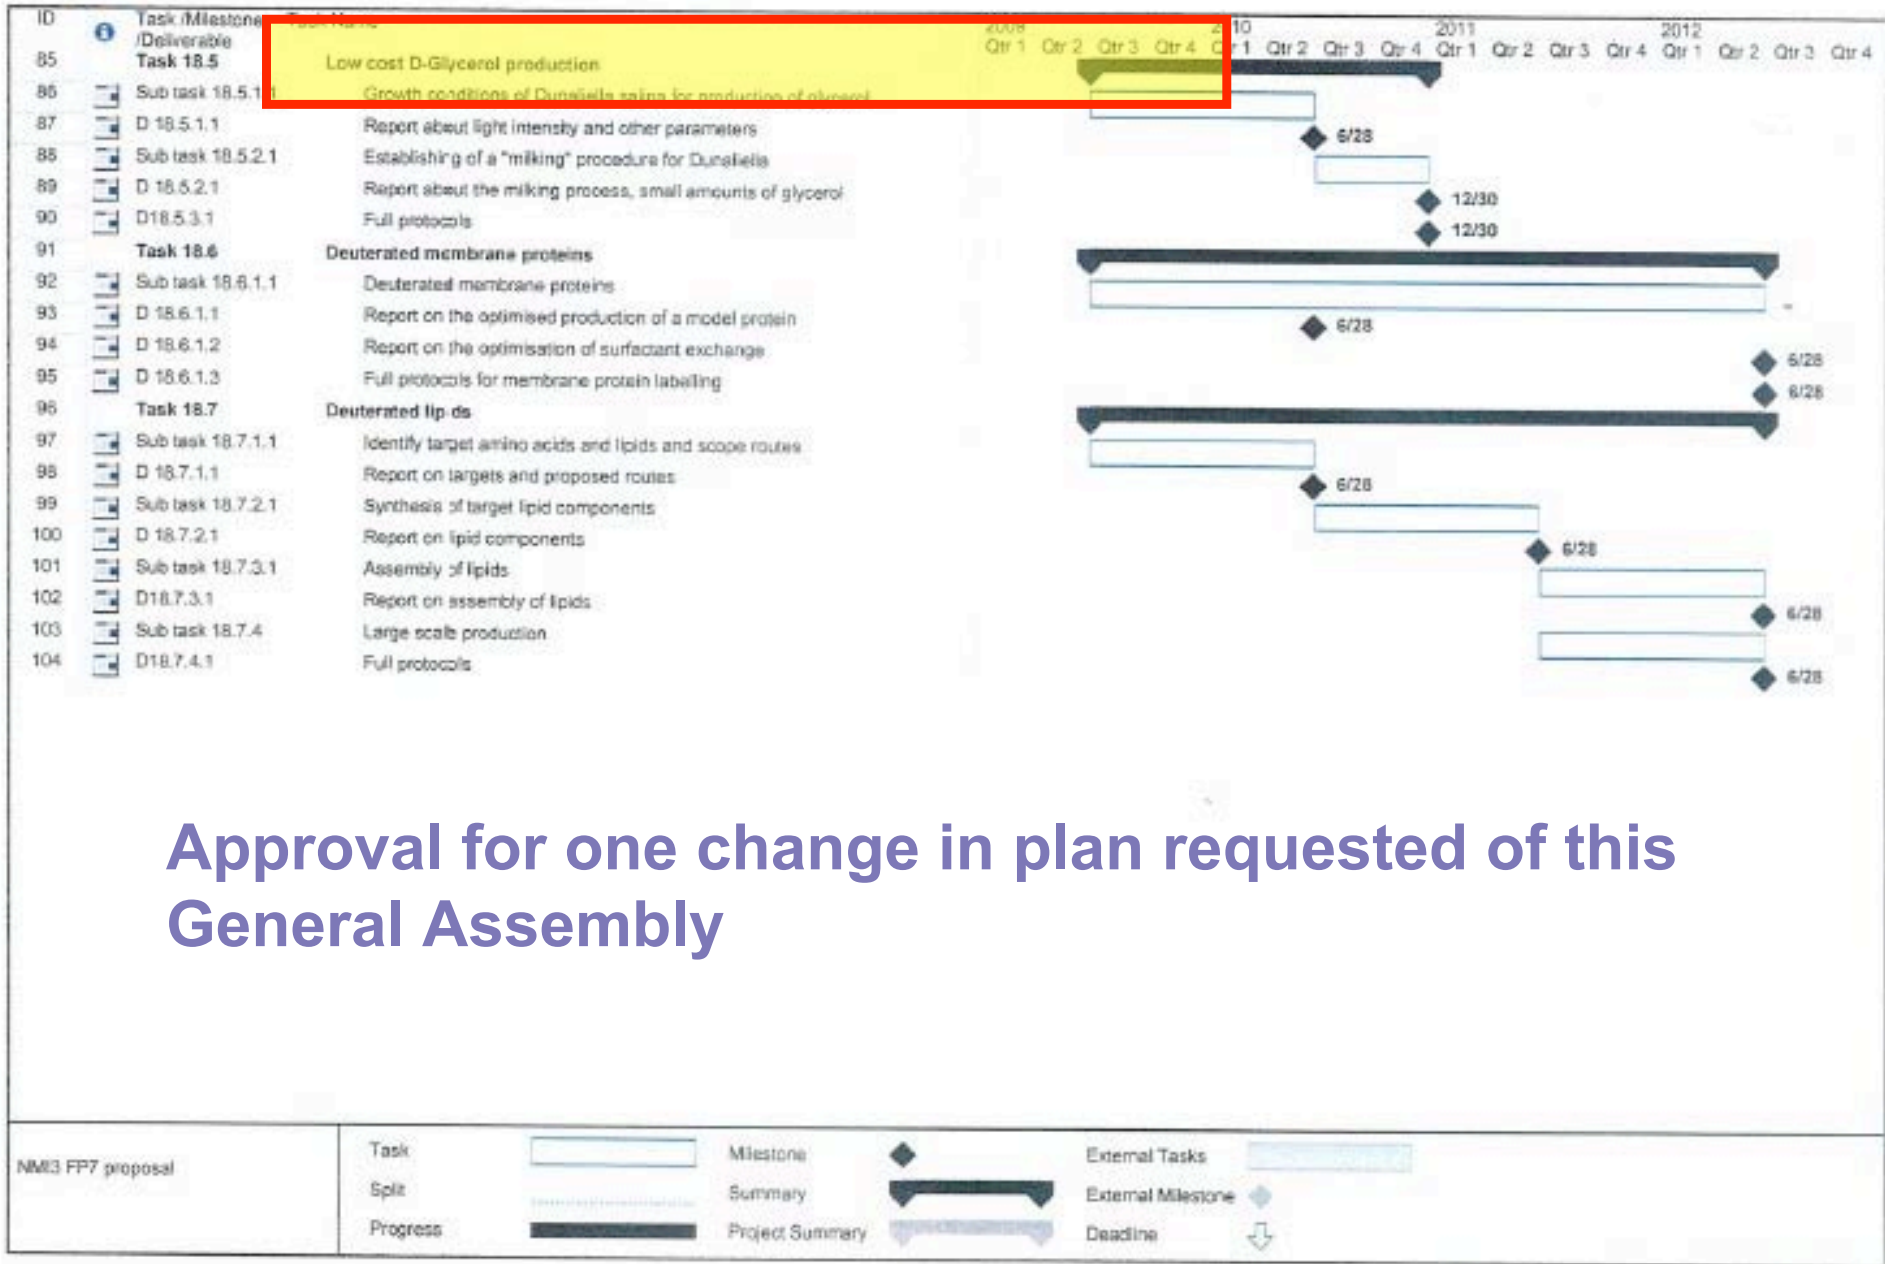 ID Task /Milestone /Deliverable Task Name 2009 2010 2011 2012
Qtr 1 Qtr 2 Qtr 3 Qtr 4 Qtr 1 Qtr 2 Qtr 3 Qtr 4 Qtr 1 Qtr 2 Qtr 3 Qtr 4 Qtr 1 Qtr 2 Qtr 3 Qtr 4
85 Task 18.5 Low cost D-Glycerol production
86 Sub task 18.5.1.1 Growth conditions of Dunaliella salina for production of glycerol
87 D 18.5.1.1 Report about light intensity and other parameters 6/28
88 Sub task 18.5.2.1 Establishing of a "milking" procedure for Dunaliella
89 D 18.5.2.1 Report about the milking process, small amounts of glycerol 12/30
90 D18.5.3.1 Full protocols 12/30
91 Task 18.6 Deuterated membrane proteins
92 Sub task 18.6.1.1 Deuterated membrane proteins
93 D 18.6.1.1 Report on the optimised production of a model protein 6/28
94 D 18.6.1.2 Report on the optimisation of surfactant exchange 6/28
95 D 18.6.1.3 Full protocols for membrane protein labelling 6/28
96 Task 18.7 Deuterated lipids
97 Sub task 18.7.1.1 Identify target amino acids and lipids and scope routes
98 D 18.7.1.1 Report on targets and proposed routes 6/28
99 Sub task 18.7.2.1 Synthesis of target lipid components
100 D 18.7.2.1 Report on lipid components 6/28
101 Sub task 18.7.3.1 Assembly of lipids
102 D18.7.3.1 Report on assembly of lipids 6/28
103 Sub task 18.7.4 Large scale production
104 D18.7.4.1 Full protocols 6/28
Approval for one change in plan requested of this
General Assembly
NMI3 FP7 proposal
Task Milestone External Tasks
Split Summary External Milestone
Progress Project Summary Deadline